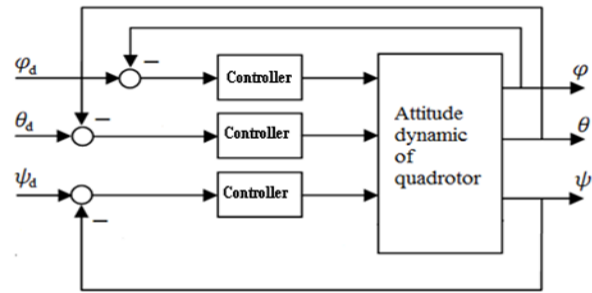 φd
Controller
φ
θd
Controller
Attitude
dynamic
of
quadrotor
θ
ψd
Controller
ψ